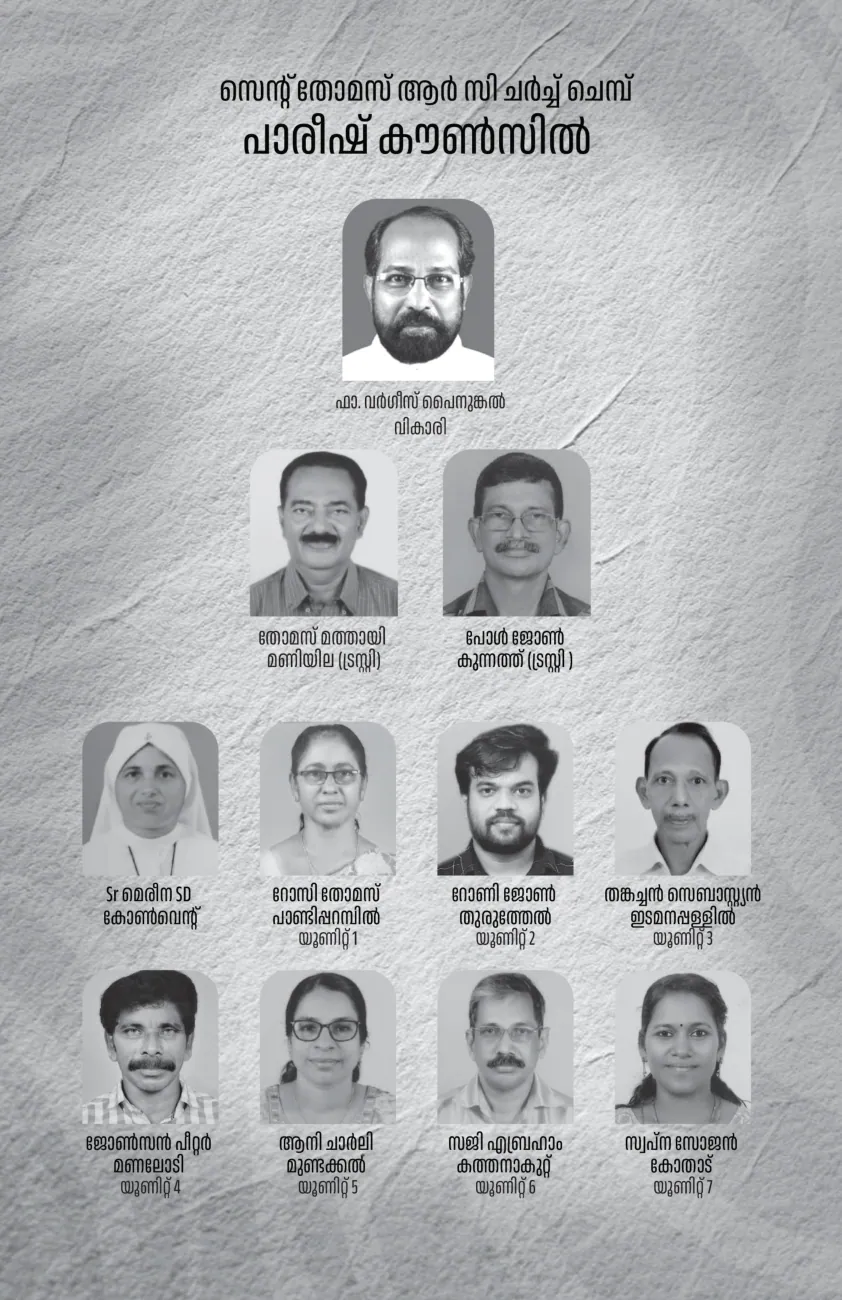 സെന്റ് തോമസ് ആർ സി ചർച്ച് ചെമ്പ്
പാരീഷ് കൗൺസിൽ
ഫാ. വർഗീസ് പൈനുങ്കൽ
വികാരി
തോമസ് മത്തായി
മണിയില (ട്രസ്റ്റി)
പോൾ ജോൺ
കുന്നത്ത് (ട്രസ്റ്റി )
Sr മെരീന SD
കോൺവെന്റ്
റോസി തോമസ്
പാണ്ടിപ്പറമ്പിൽ
യൂണിറ്റ് 1
റോണി ജോൺ
തുരുത്തേൽ
യൂണിറ്റ് 2
തങ്കച്ചൻ സെബാസ്റ്റ്യൻ
ഇടമനപ്പള്ളിൽ
യൂണിറ്റ് 3
ജോൺസൻ പീറ്റർ
മണലോടി
യൂണിറ്റ് 4
ആനി ചാർലി
മുണ്ടക്കൽ
യൂണിറ്റ് 5
സജി എബ്രഹാം
കത്തനാകുറ്റ്
യൂണിറ്റ് 6
സ്വപ്ന സോജൻ
കോതാട്
യൂണിറ്റ് 7